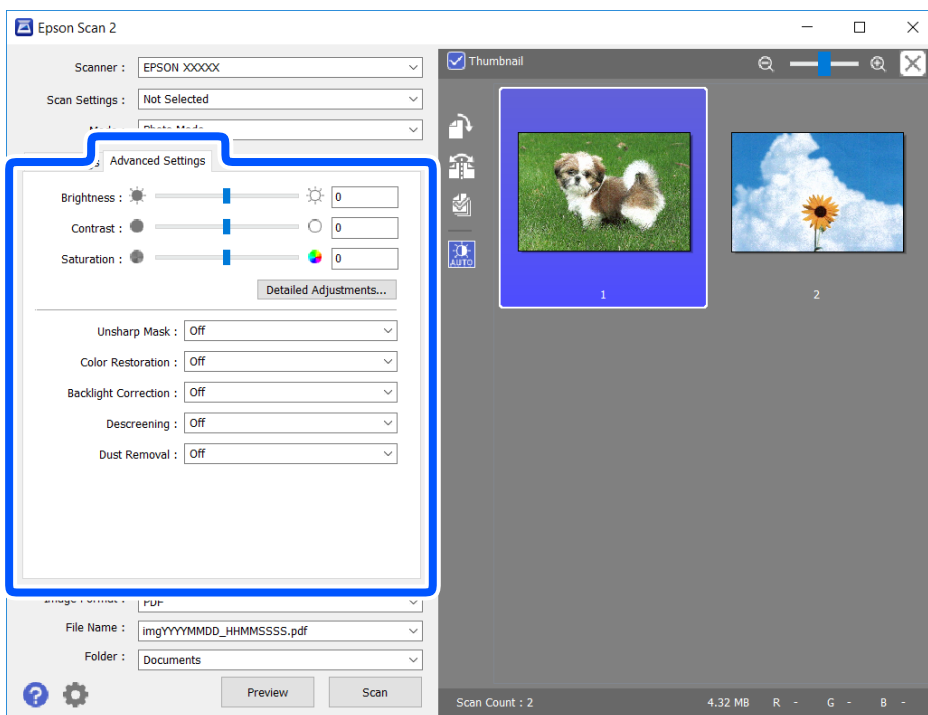 Epson Scan 2
Scanner : EPSON XXXXX
Scan Settings : Not Selected
Advanced Settings
Brightness : 0
Contrast : 0
Saturation : 0
Detailed Adjustments...
Unsharp Mask : Off
Color Restoration : Off
Backlight Correction : Off
Descreening : Off
Dust Removal : Off
Image Format : PDF
File Name : imgYYYYMMDD_HHMMSSSS.pdf
Folder : Documents
Preview Scan
Thumbnail
AUTO
1 2
Scan Count : 2 4.32 MB R - G - B -